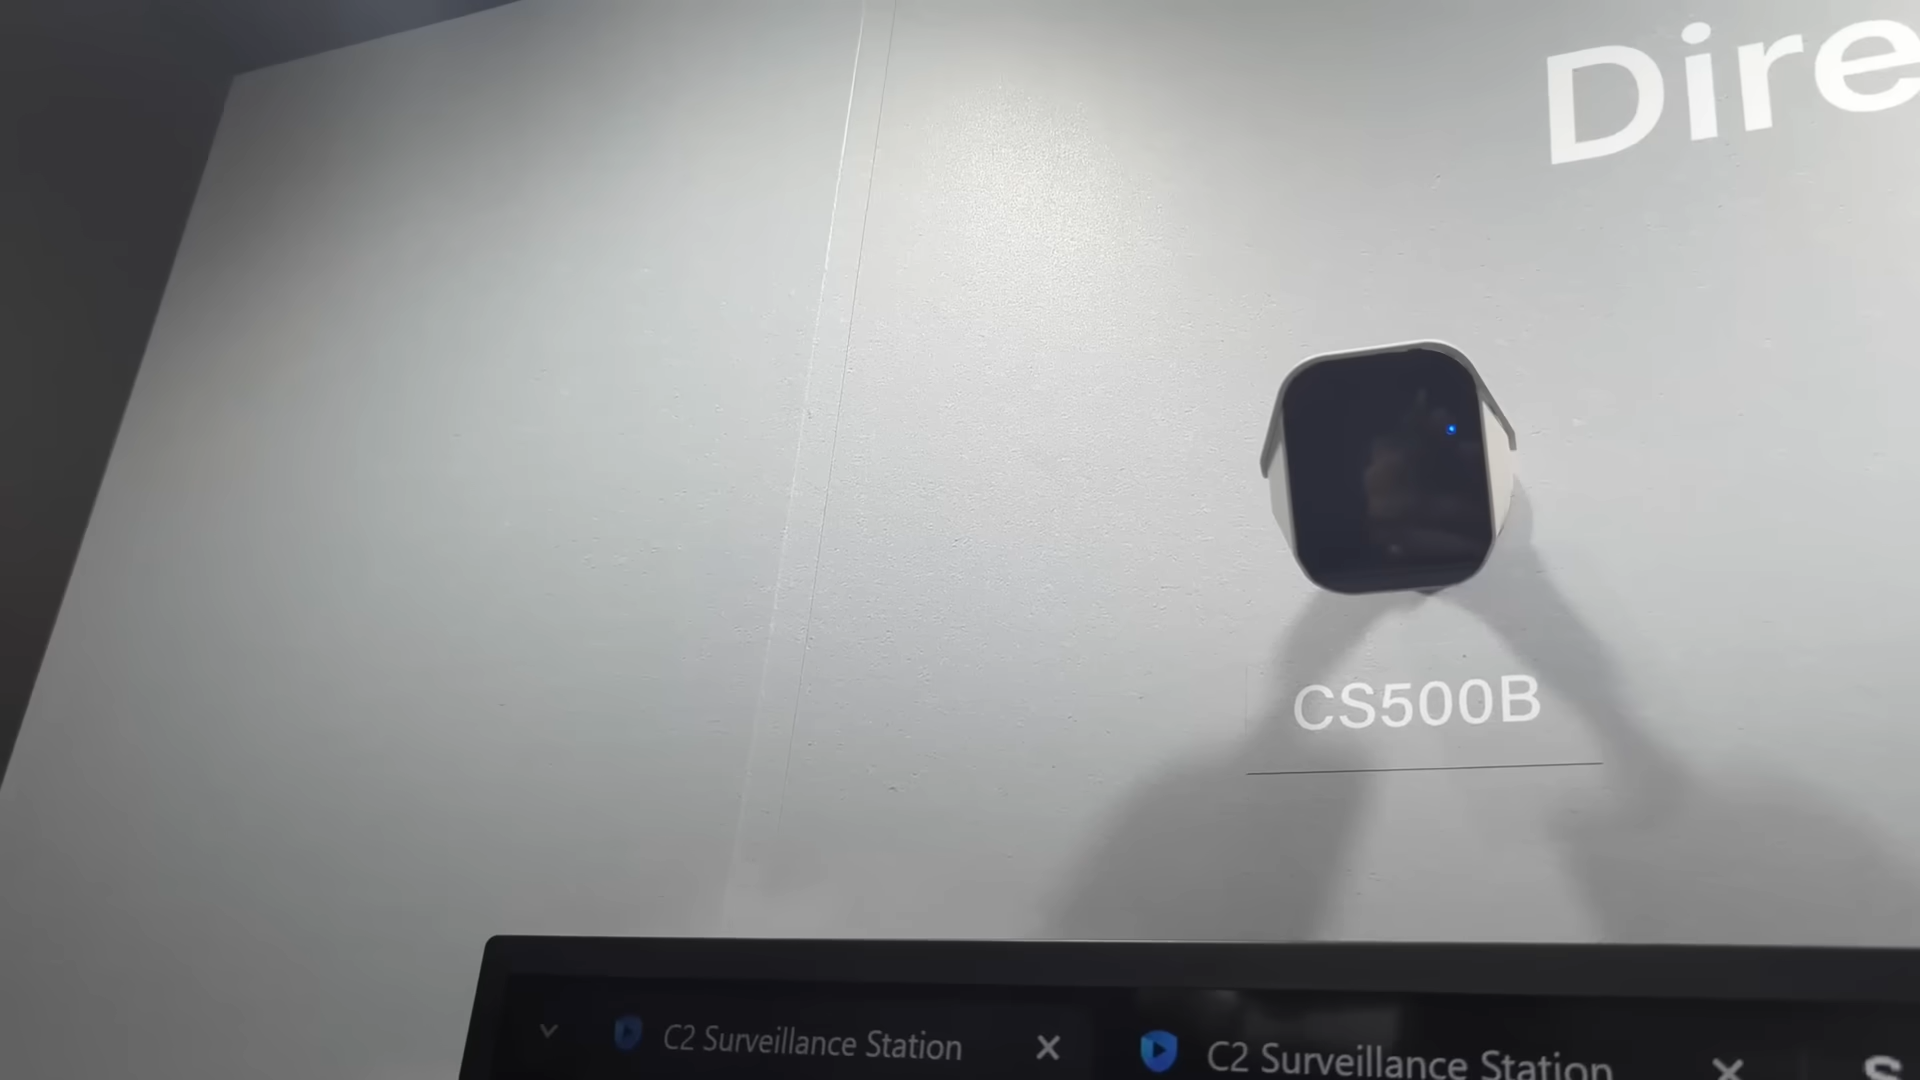 Dire
CS500B
C2 Surveillance Station
C2 Surveillance Station
S